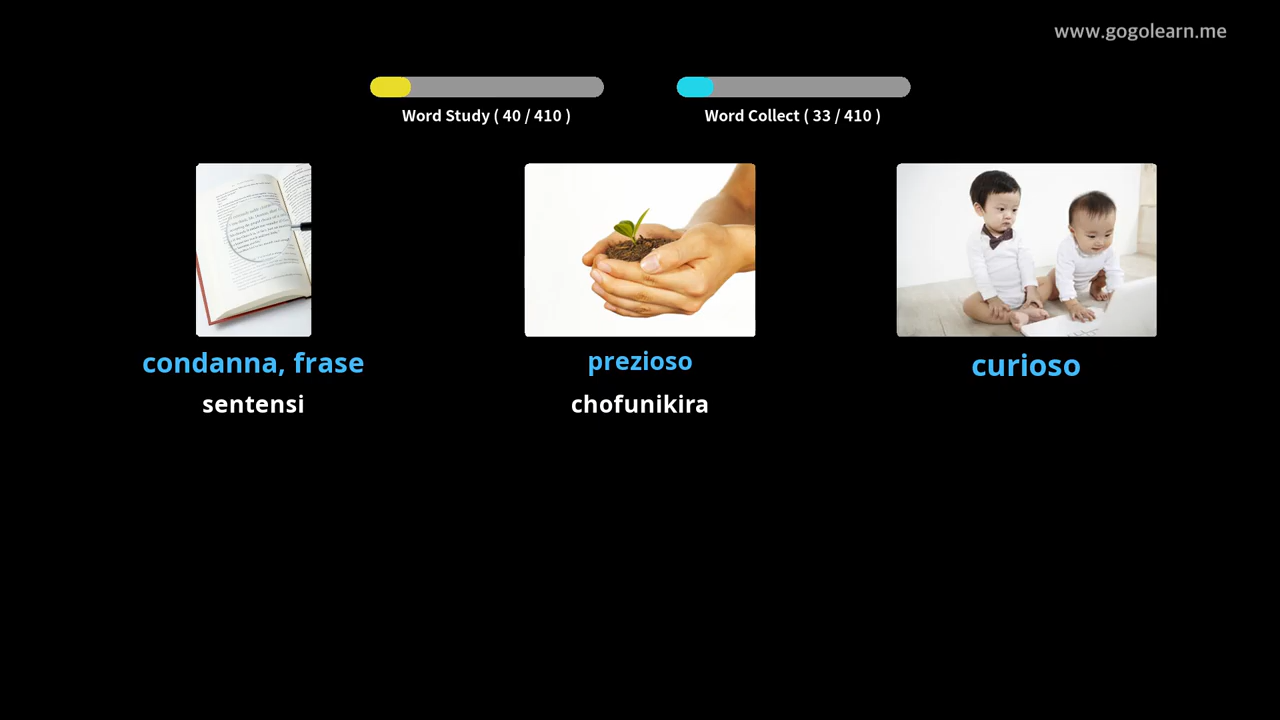 www.gogolearn.me
Word Study ( 40 / 410 )
Word Collect ( 33 / 410 )
condanna, frase
sentensi
prezioso
chofunikira
curioso